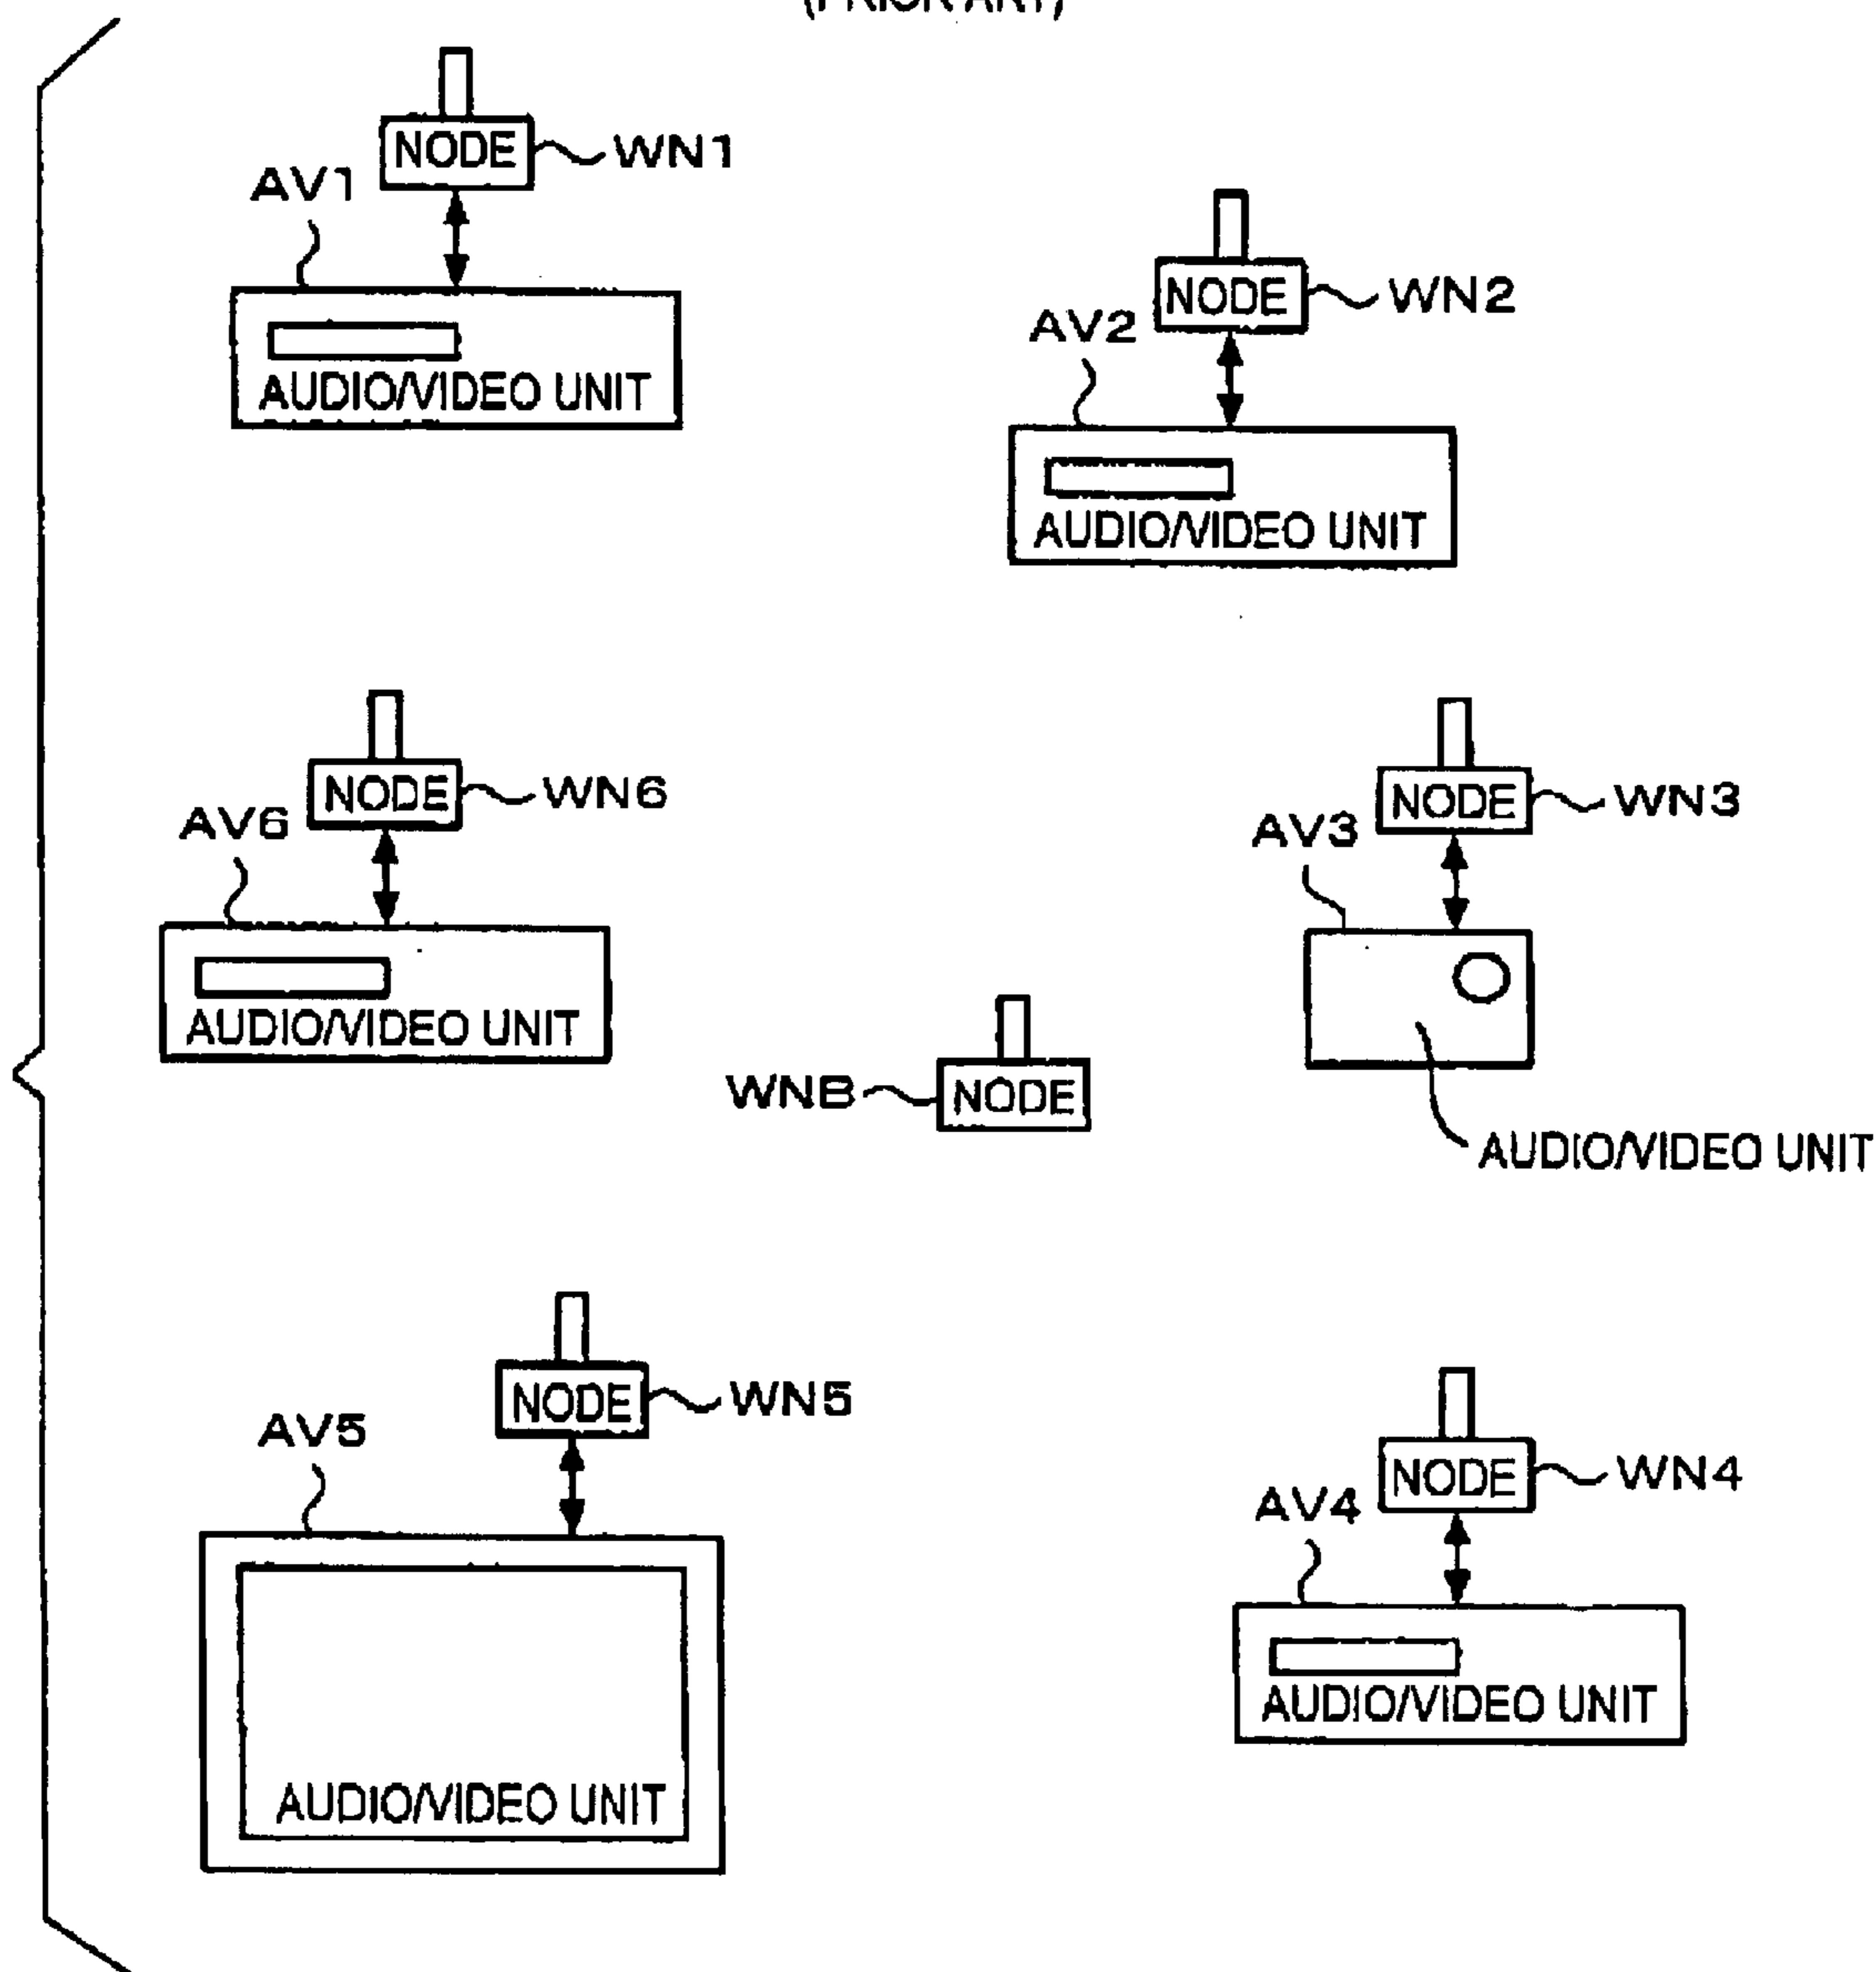 (PRIOR ART)
NODE
WN1
AV1
AUDIO/VIDEO UNIT
NODE
WN2
AV2
AUDIO/VIDEO UNIT
NODE
WN6
AV6
AUDIO/VIDEO UNIT
NODE
WN3
AV3
AUDIO/VIDEO UNIT
WNB
NODE
NODE
WN5
AV5
AUDIO/VIDEO UNIT
NODE
WN4
AV4
AUDIO/VIDEO UNIT